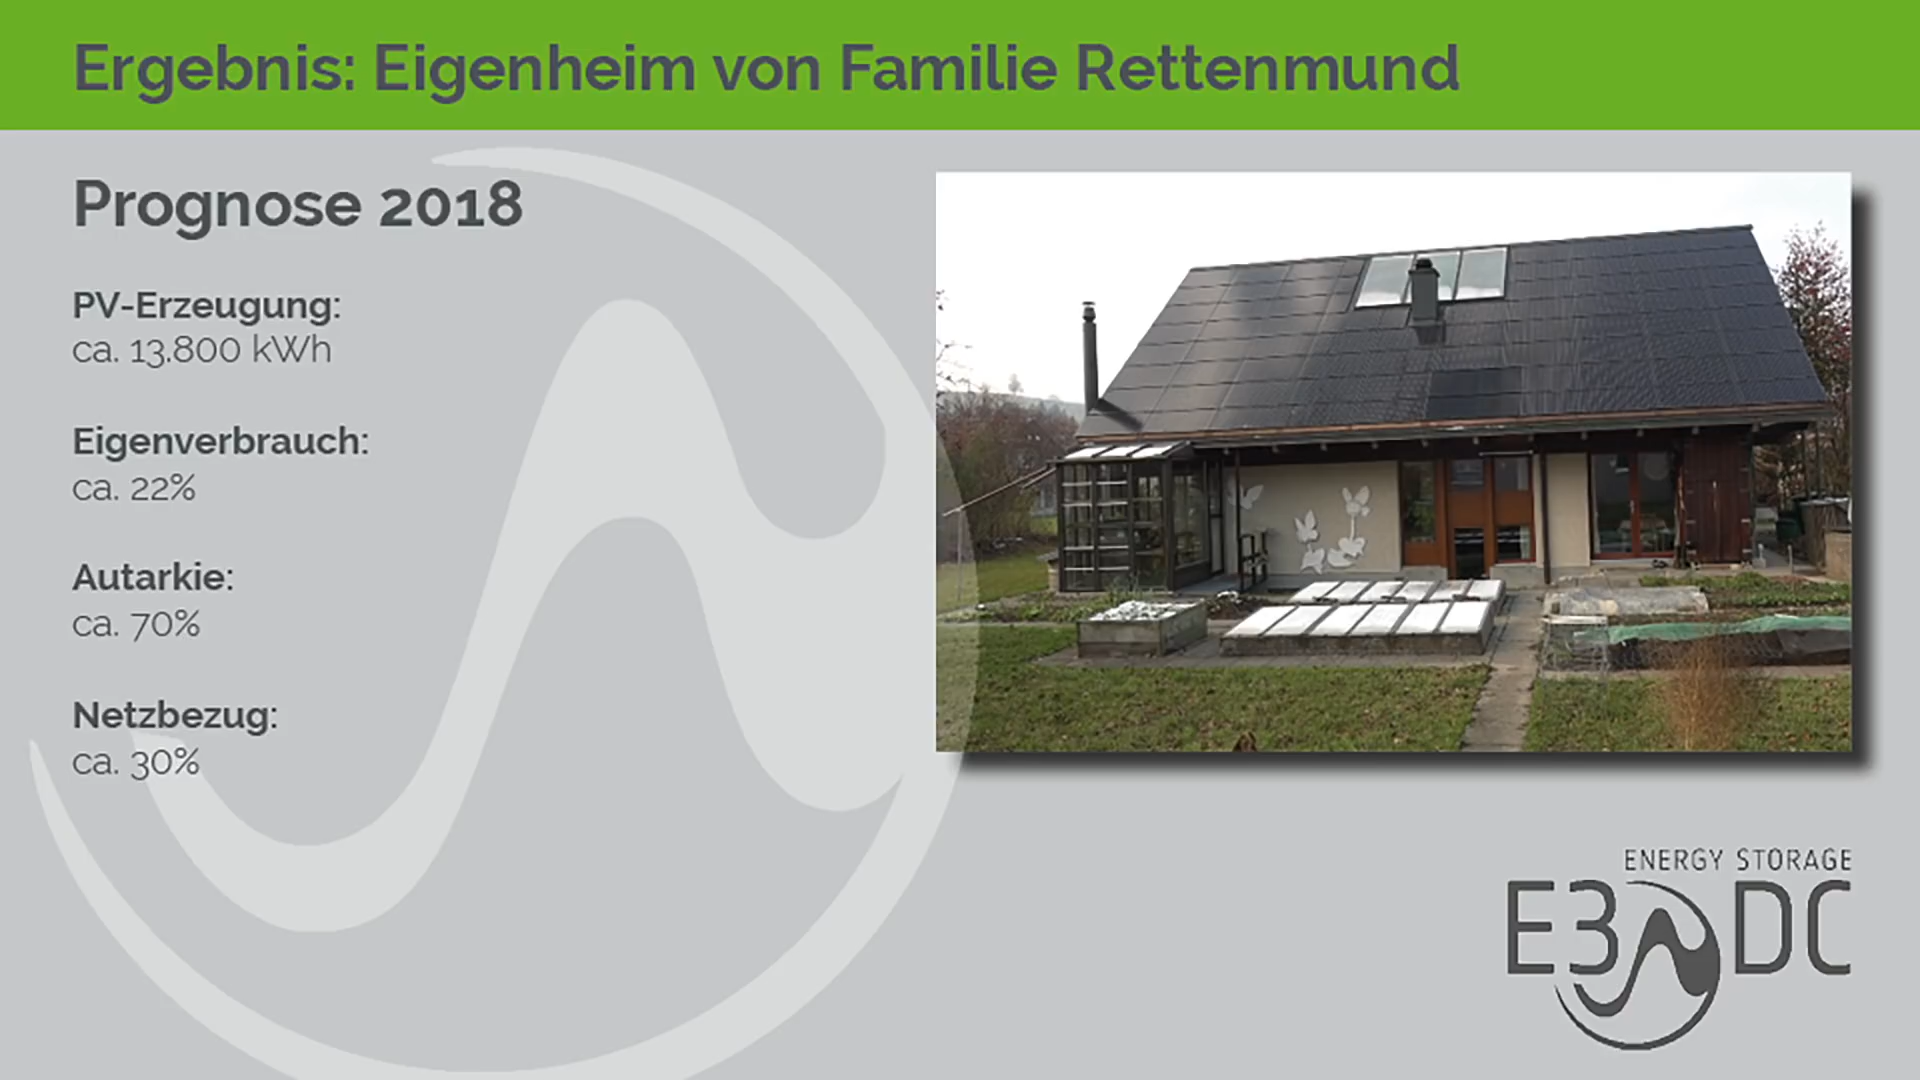 Ergebnis: Eigenheim von Familie Rettenmund
Prognose 2018
PV-Erzeugung:
ca. 13.800 kWh
Eigenverbrauch:
ca. 22%
Autarkie:
ca. 70%
Netzbezug:
ca. 30%
ENERGY STORAGE
E3DC